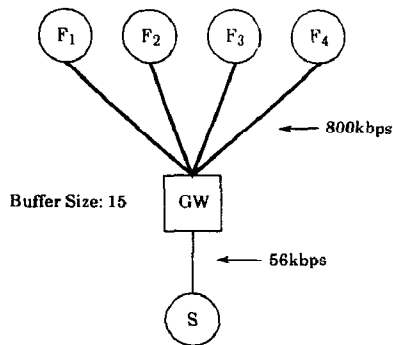 F1 F2 F3 F4
800kbps
Buffer Size: 15 GW
56kbps
S